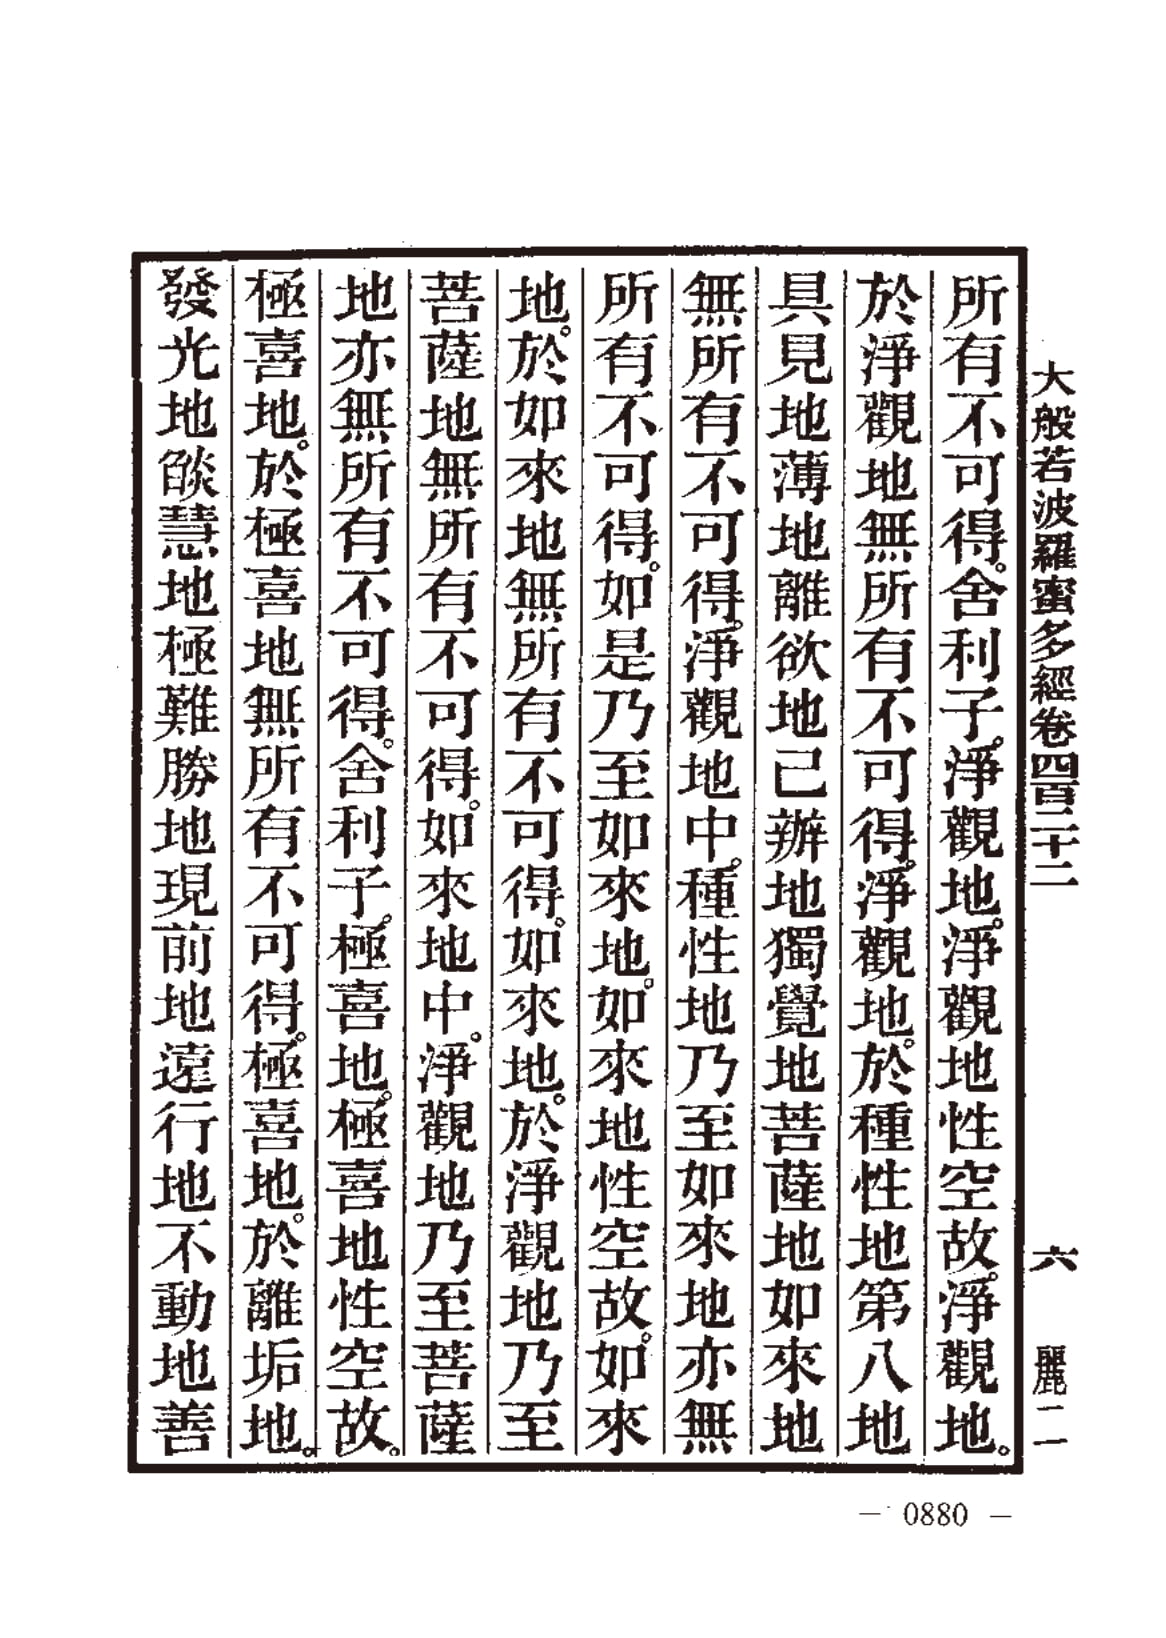 大般若波羅蜜多經卷四百二十二　六　麗二一
所有不可得。舍利子。淨觀地。淨觀地性空故。淨觀地。
於淨觀地無所有不可得。淨觀地。於種性地第八地
具見地薄地離欲地已辦地獨覺地菩薩地如來地
無所有不可得。淨觀地中。種性地乃至如來地亦無
所有不可得。如是乃至如來地。如來地性空故。如來
地。於如來地無所有不可得。如來地。於淨觀地乃至
菩薩地無所有不可得。如來地中。淨觀地乃至菩薩
地亦無所有不可得。舍利子。極喜地。極喜地性空故。
極喜地。於極喜地無所有不可得。極喜地。於離垢地。
發光地燄慧地極難勝地現前地遠行地不動地善
— 0880 —